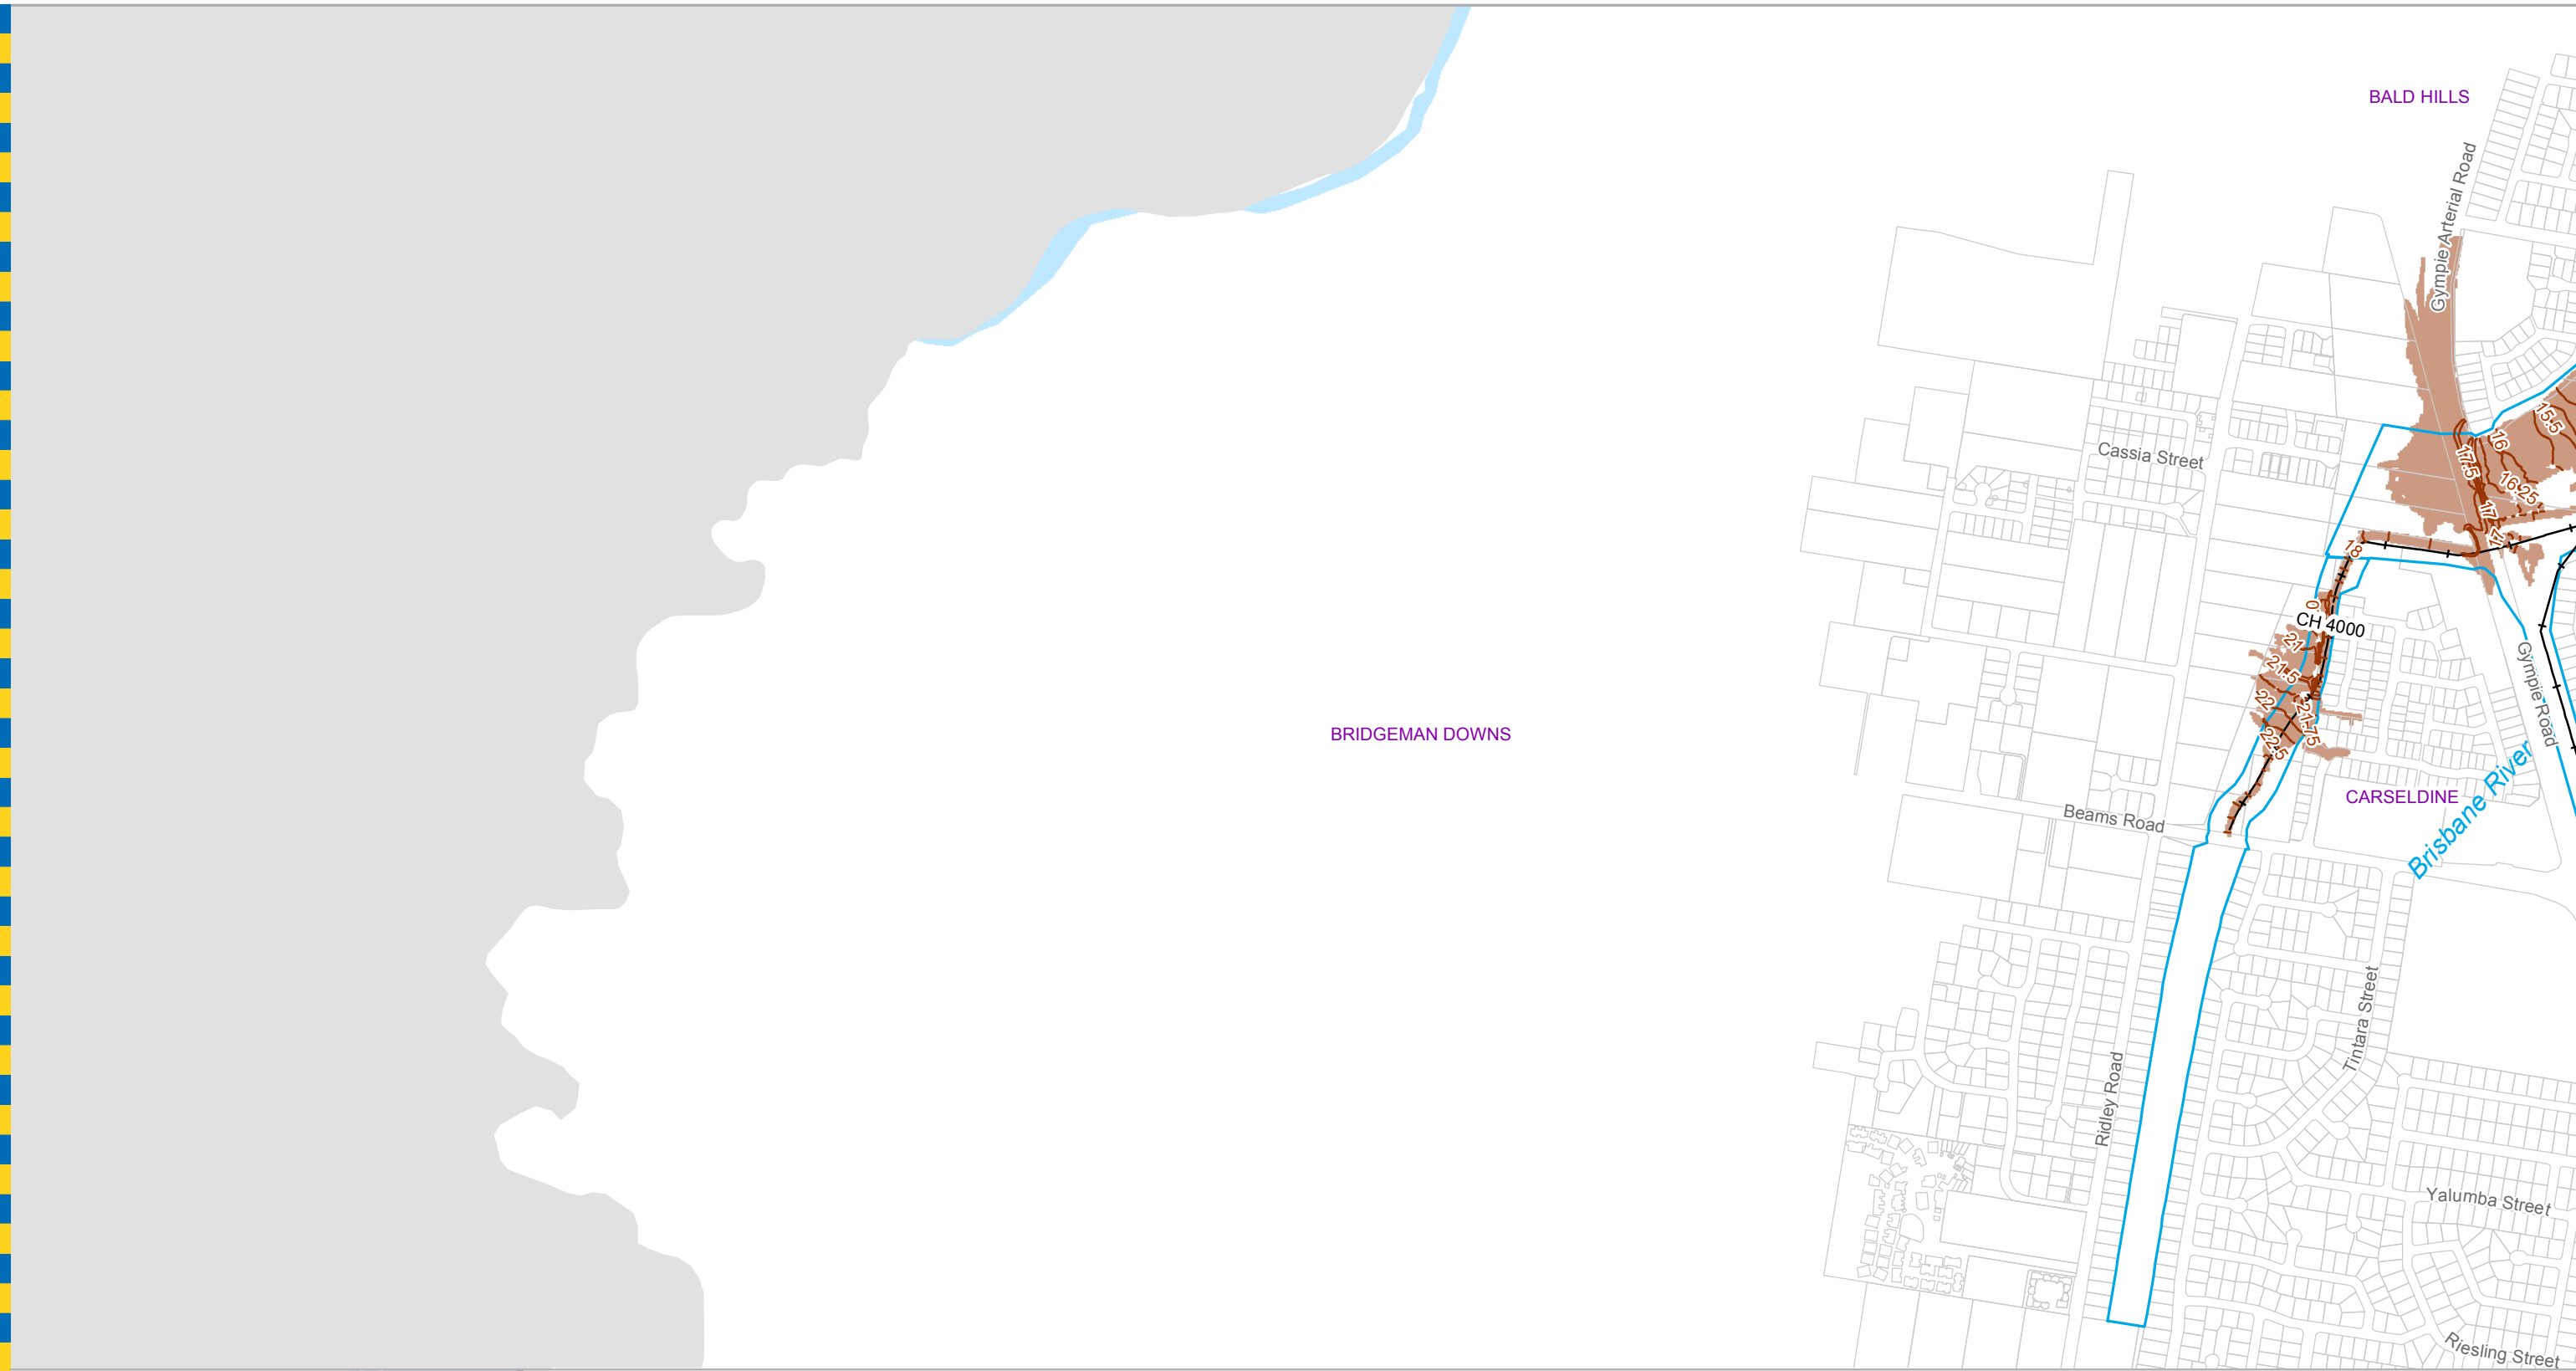 BALD HILLS
Gympie Arterial Road
15.5
16
17.5
Cassia Street
16.25
17
17
18
CH 4000
21
21.5
Gympie Road
22
21.75
22.5
BRIDGEMAN DOWNS
CARSELDINE
Brisbane River
Beams Road
Tintara Street
Ridley Road
Yalumba Street
Riesling Street